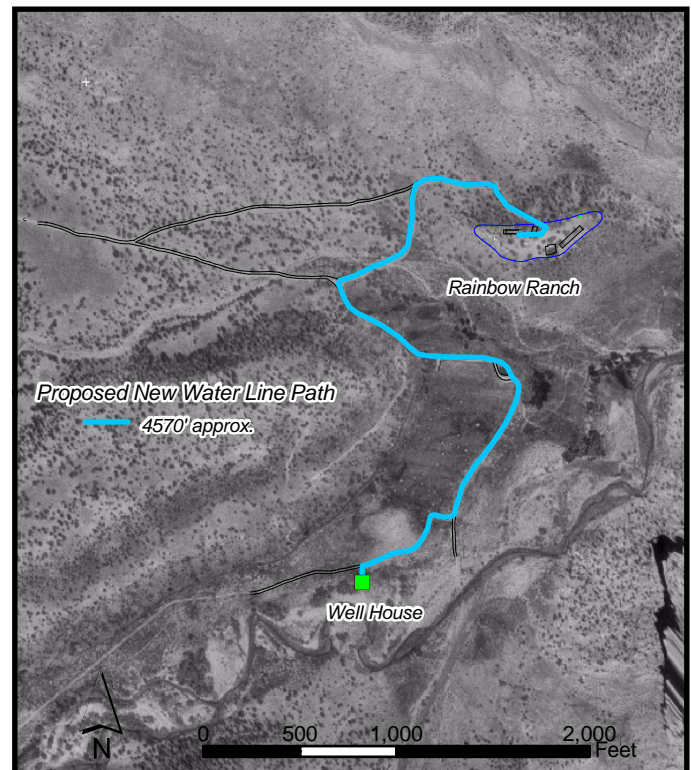 Rainbow Ranch
Proposed New Water Line Path
4570' approx.
Well House
N
0 500 1,000 2,000
Feet